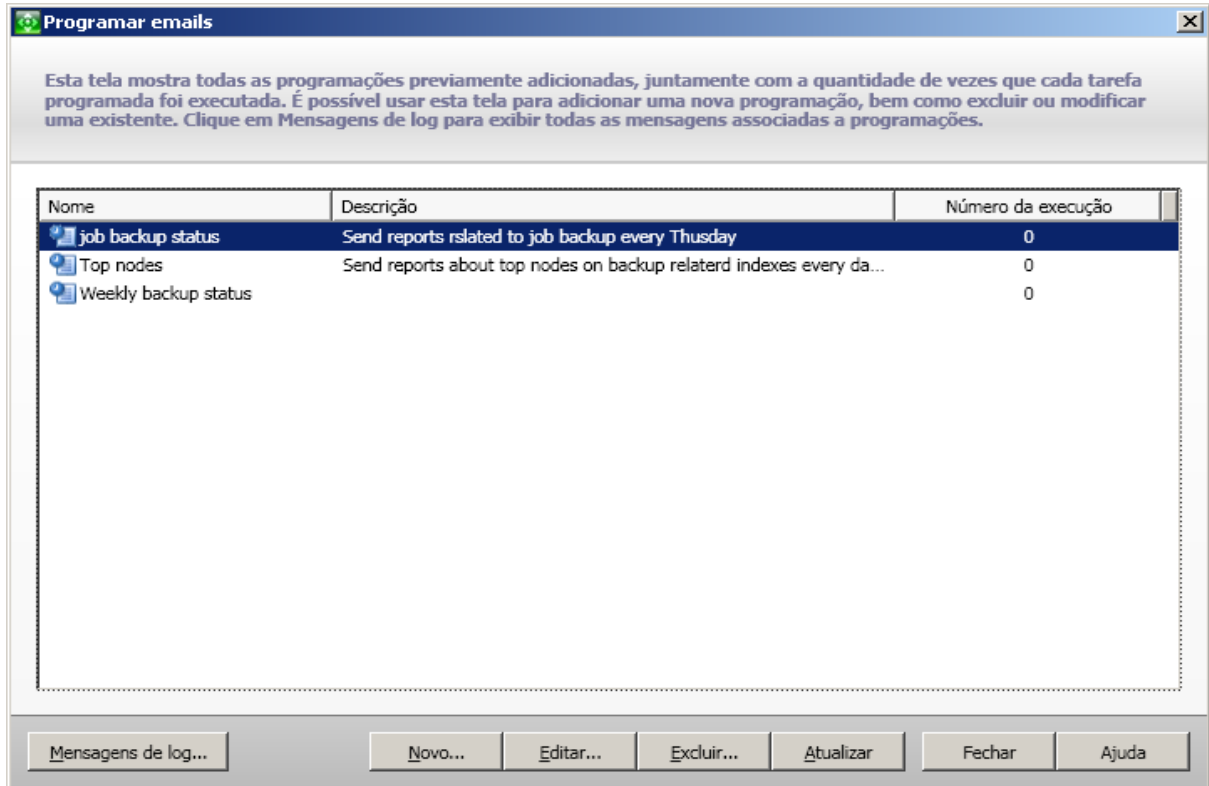 Programar emails
Esta tela mostra todas as programações previamente adicionadas, juntamente com a quantidade de vezes que cada tarefa
programada foi executada. É possível usar esta tela para adicionar uma nova programação, bem como excluir ou modificar
uma existente. Clique em Mensagens de log para exibir todas as mensagens associadas a programações.
Nome Descrição Número da execução
job backup status Send reports rslated to job backup every Thusday 0
Top nodes Send reports about top nodes on backup relaterd indexes every da... 0
Weekly backup status 0
Mensagens de log... Novo... Editar... Excluir... Atualizar Fechar Ajuda